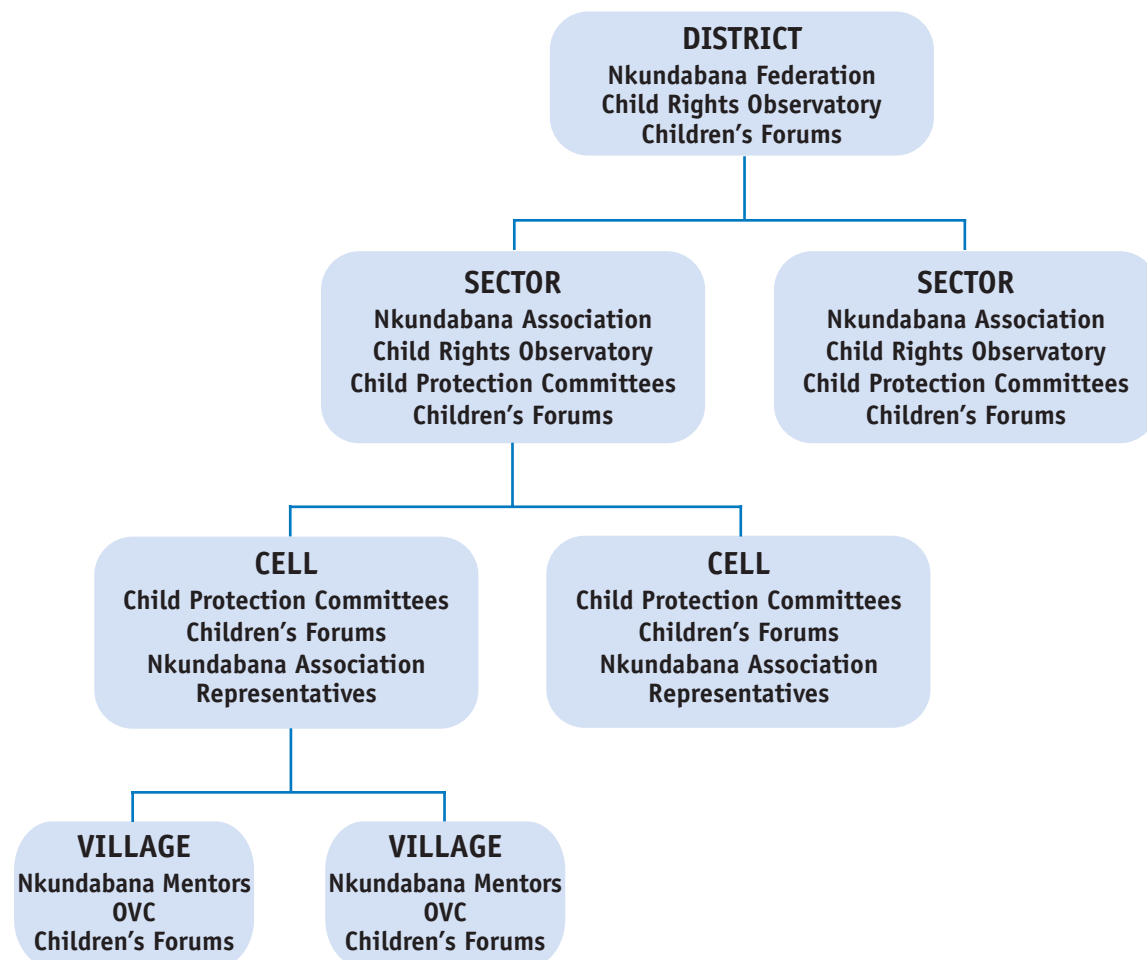 DISTRICT
Nkundabana Federation
Child Rights Observatory
Children’s Forums
SECTOR
Nkundabana Association
Child Rights Observatory
Child Protection Committees
Children’s Forums
SECTOR
Nkundabana Association
Child Rights Observatory
Child Protection Committees
Children’s Forums
CELL
Child Protection Committees
Children’s Forums
Nkundabana Association
Representatives
CELL
Child Protection Committees
Children’s Forums
Nkundabana Association
Representatives
VILLAGE
Nkundabana Mentors
OVC
Children’s Forums
VILLAGE
Nkundabana Mentors
OVC
Children’s Forums